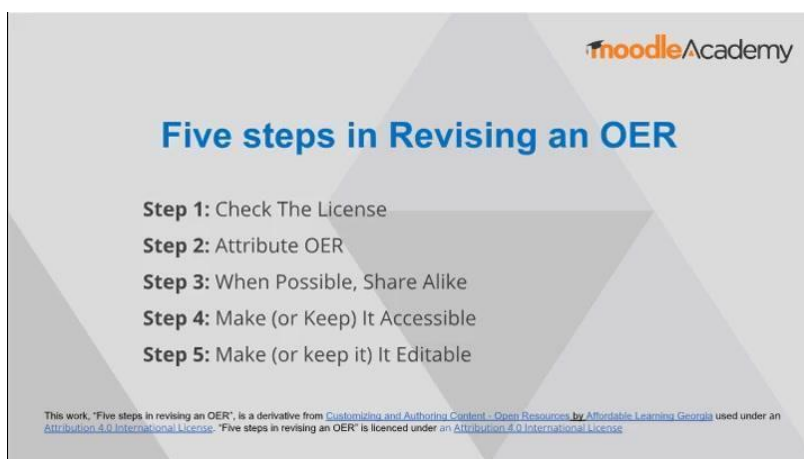 moodleAcademy
Five steps in Revising an OER
Step 1: Check The License
Step 2: Attribute OER
Step 3: When Possible, Share Alike
Step 4: Make (or Keep) It Accessible
Step 5: Make (or keep it) It Editable
This work, "Five steps in revising an OER", is a derivative from Customizing and Authoring Content - Open Resources by Affordable Learning Georgia used under an
Attribution 4.0 International License. "Five steps in revising an OER" is licenced under an Attribution 4.0 International License